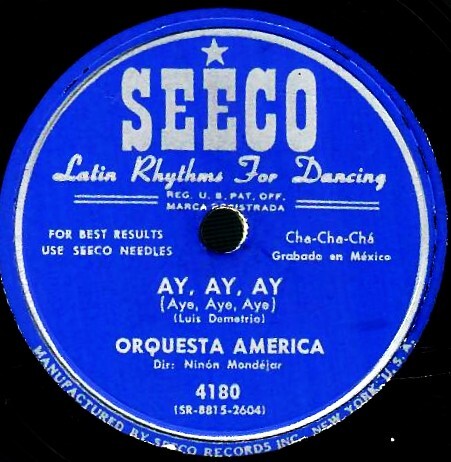 SEECO
Latin Rhythms For Dancing
REG. U. S. PAT. OFF.
MARCA REGISTRADA
FOR BEST RESULTS
USE SEECO NEEDLES
Cha-Cha-Chá
Grabado en México
AY, AY, AY
(Aye, Aye, Aye)
(Luis Demetrio)
ORQUESTA AMERICA
Dir: Ninón Mondéjar
4180
(SR-8815-2604)
MANUFACTURED BY SEECO RECORDS INC., NEW YORK, U.S.A.